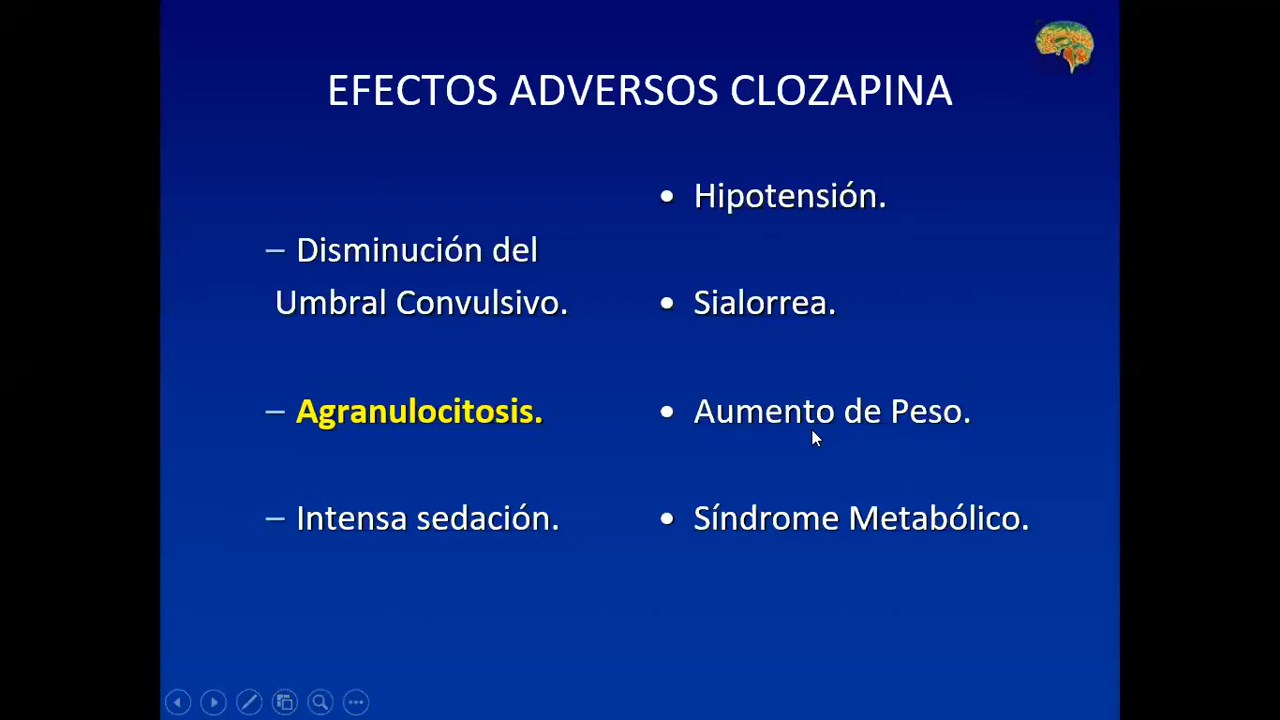 EFECTOS ADVERSOS CLOZAPINA
– Disminución del
Umbral Convulsivo.
– Agranulocitosis.
– Intensa sedación.
• Hipotensión.
• Sialorrea.
• Aumento de Peso.
• Síndrome Metabólico.